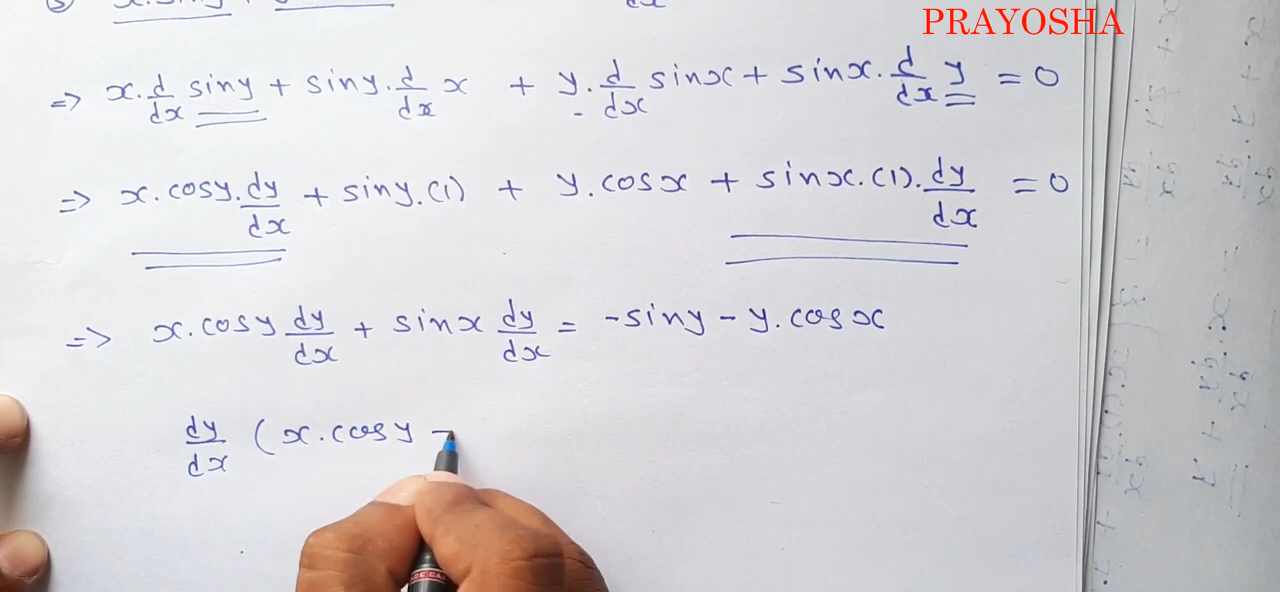 PRAYOSHA
=> x. d/dx siny + siny. d/dx x + y. d/dx sinx + sinx. d/dx y = 0
=> x. cosy. dy/dx + siny. (1) + y. cosx + sinx. (1). dy/dx = 0
=> x. cosy dy/dx + sinx dy/dx = -siny - y. cosx
dy/dx ( x. cosy -